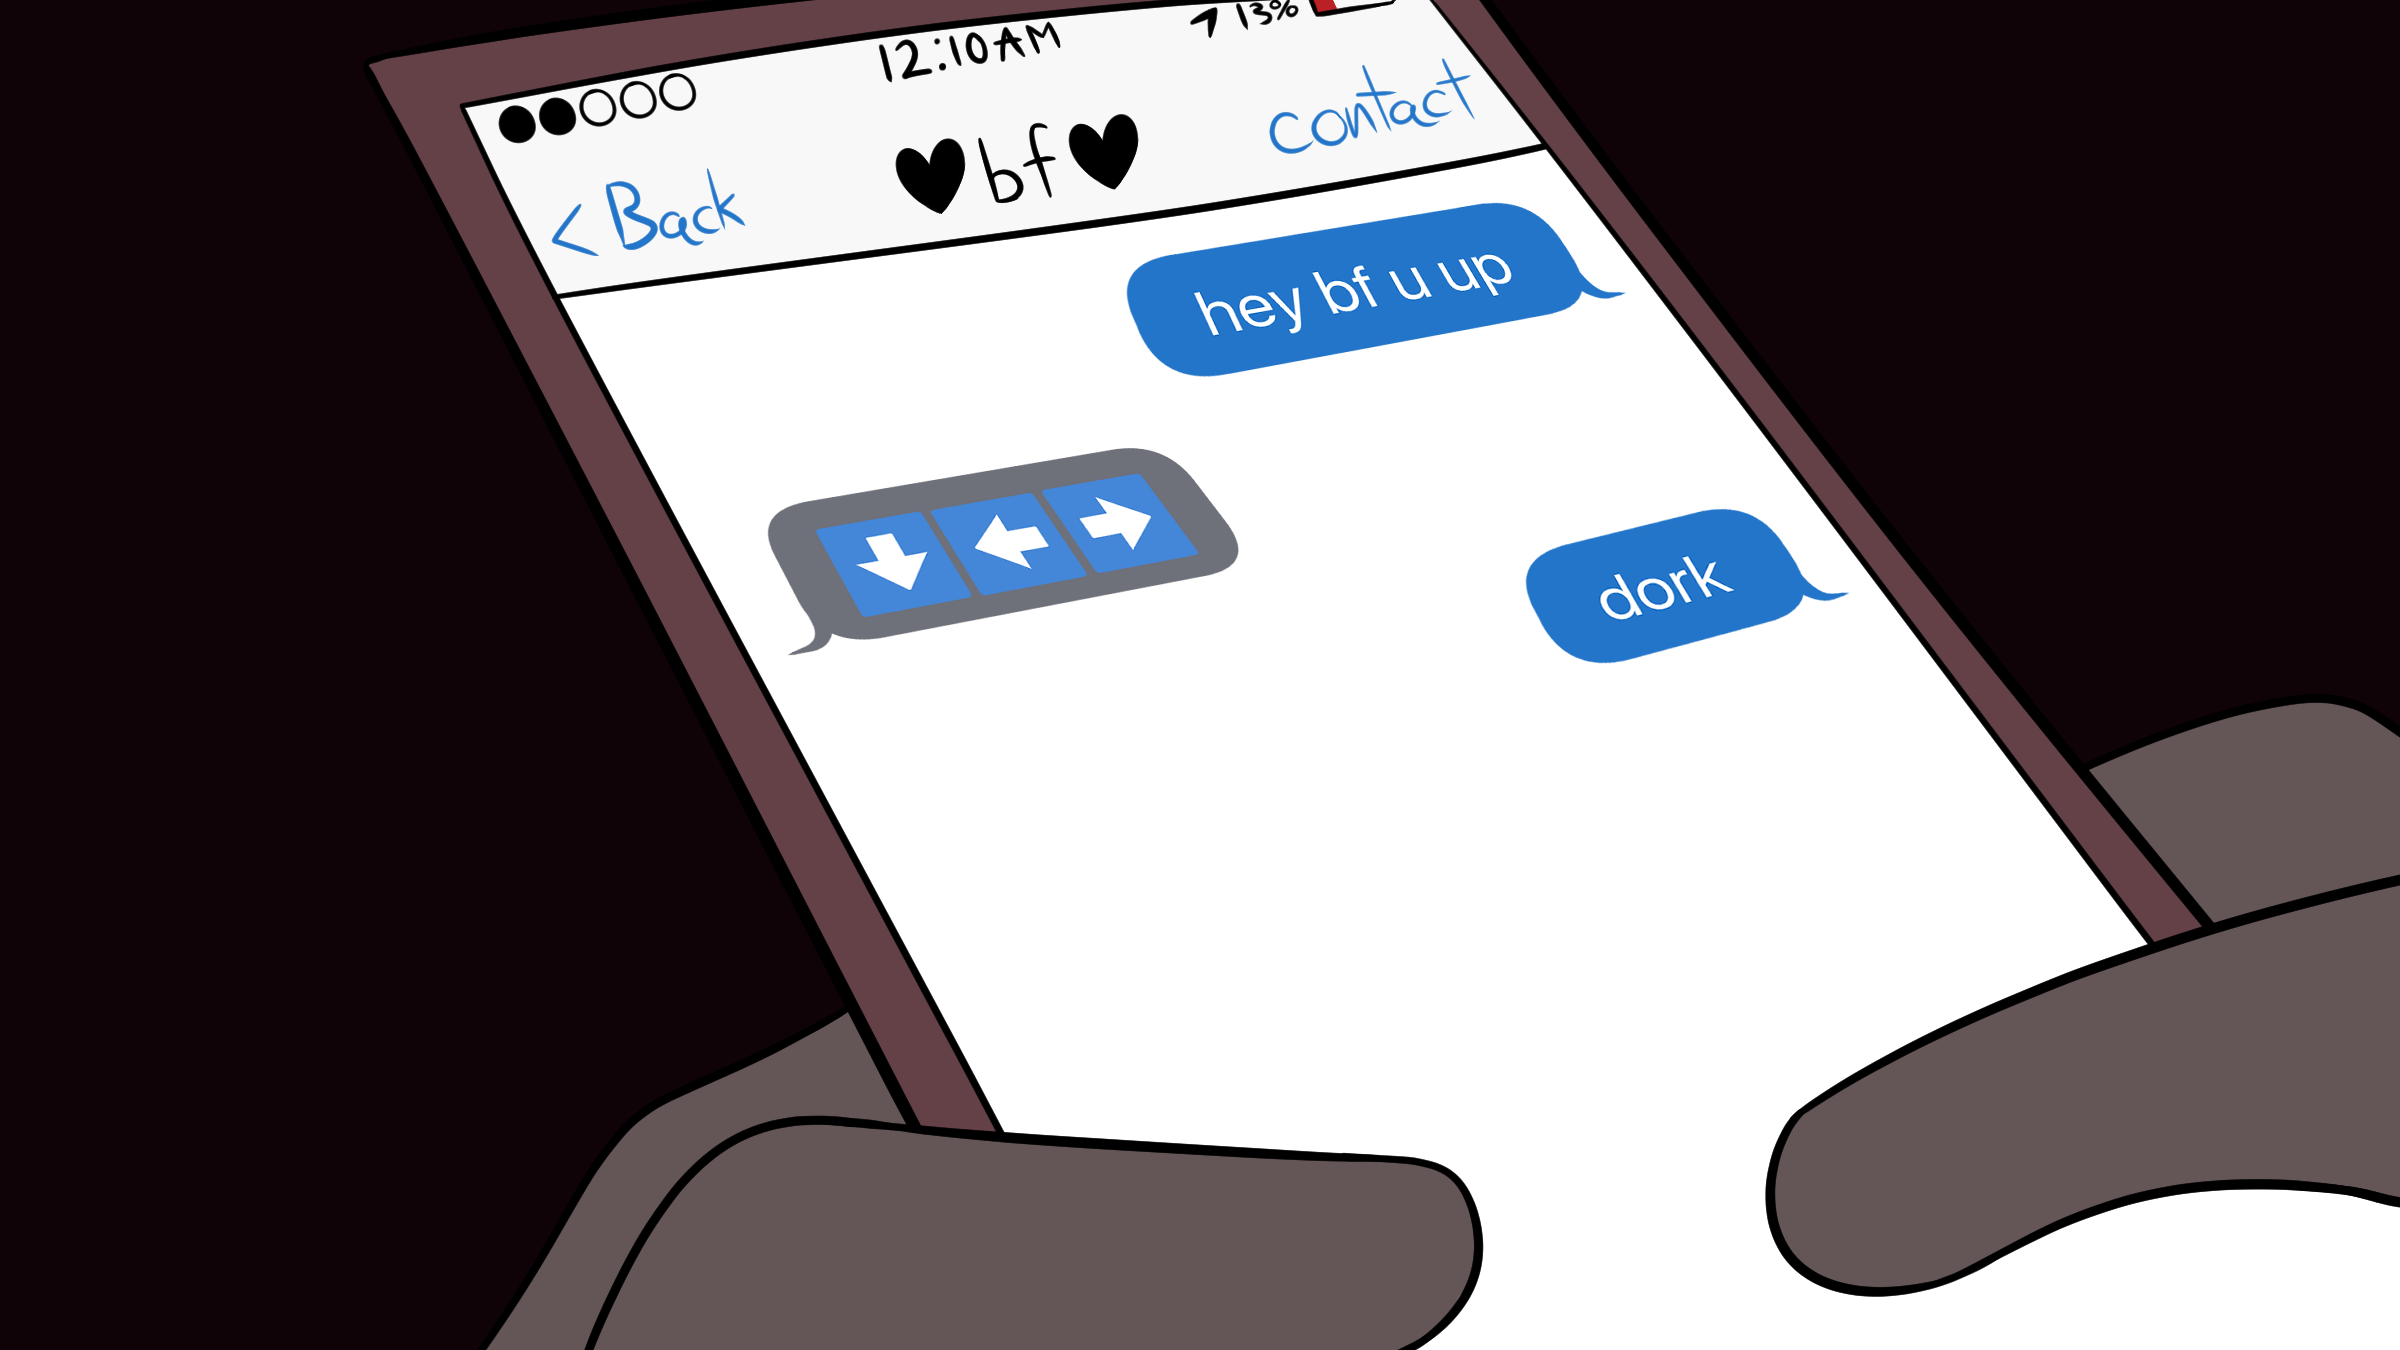 12:10AM 13%
<Back ♥bf♥ contact
hey bf u up
⬇️⬅️➡️
dork